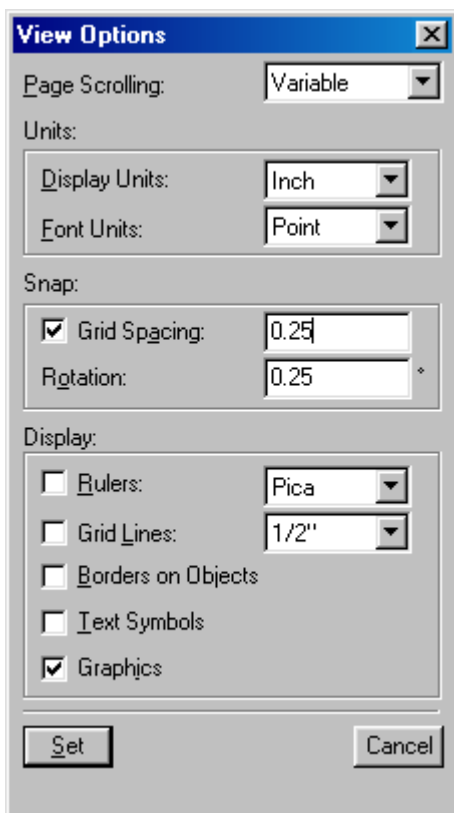 View Options
Page Scrolling: Variable
Units:
Display Units: Inch
Font Units: Point
Snap:
Grid Spacing: 0.25
Rotation: 0.25 °
Display:
Rulers: Pica
Grid Lines: 1/2"
Borders on Objects
Text Symbols
Graphics
Set Cancel